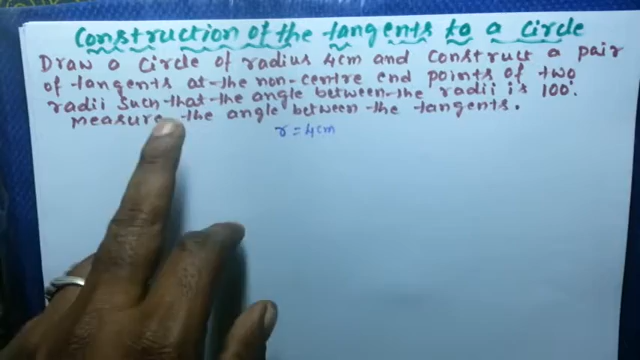 Construction of the tangents to a circle
Draw a circle of radius 4cm and construct a pair
of tangents at the non-centre end points of two
radii such that the angle between the radii is 100°.
measure the angle between the tangents.
r = 4cm